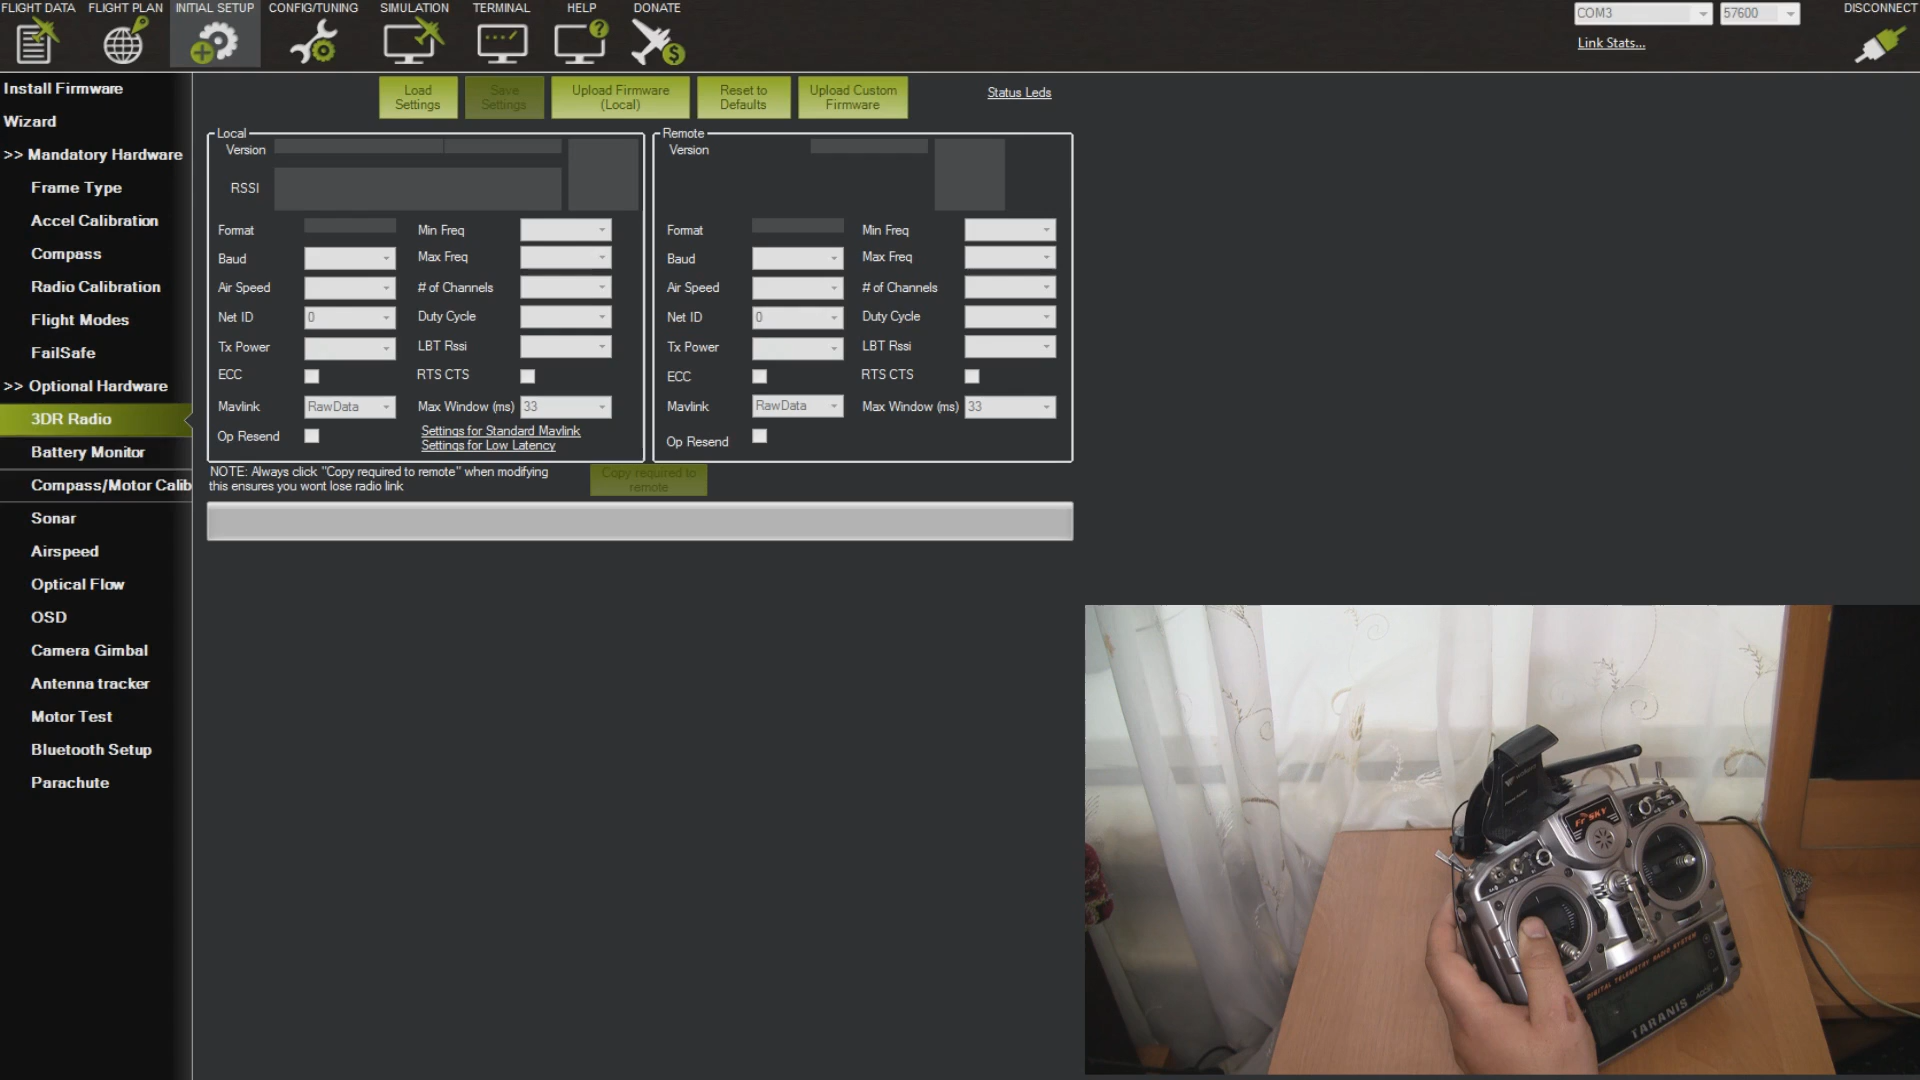 FLIGHT DATA FLIGHT PLAN INITIAL SETUP CONFIG/TUNING SIMULATION TERMINAL HELP DONATE
COM3 57600 DISCONNECT
Link Stats...
Install Firmware
Wizard
>> Mandatory Hardware
Frame Type
Accel Calibration
Compass
Radio Calibration
Flight Modes
FailSafe
>> Optional Hardware
3DR Radio
Battery Monitor
Compass/Motor Calib
Sonar
Airspeed
Optical Flow
OSD
Camera Gimbal
Antenna tracker
Motor Test
Bluetooth Setup
Parachute
Load
Settings
Save
Settings
Upload Firmware
(Local)
Reset to
Defaults
Upload Custom
Firmware
Status Leds
Local
Version
RSSI
Format Min Freq
Baud Max Freq
Air Speed # of Channels
Net ID 0 Duty Cycle
Tx Power LBT Rssi
ECC RTS CTS
Mavlink RawData Max Window (ms) 33
Op Resend Settings for Standard Mavlink
Settings for Low Latency
Remote
Version
Format Min Freq
Baud Max Freq
Air Speed # of Channels
Net ID 0 Duty Cycle
Tx Power LBT Rssi
ECC RTS CTS
Mavlink RawData Max Window (ms) 33
Op Resend
NOTE: Always click "Copy required to remote" when modifying
this ensures you wont lose radio link
Copy required to
remote
FrSKY
DIGITAL TELEMETRY RADIO SYSTEM
TARANIS